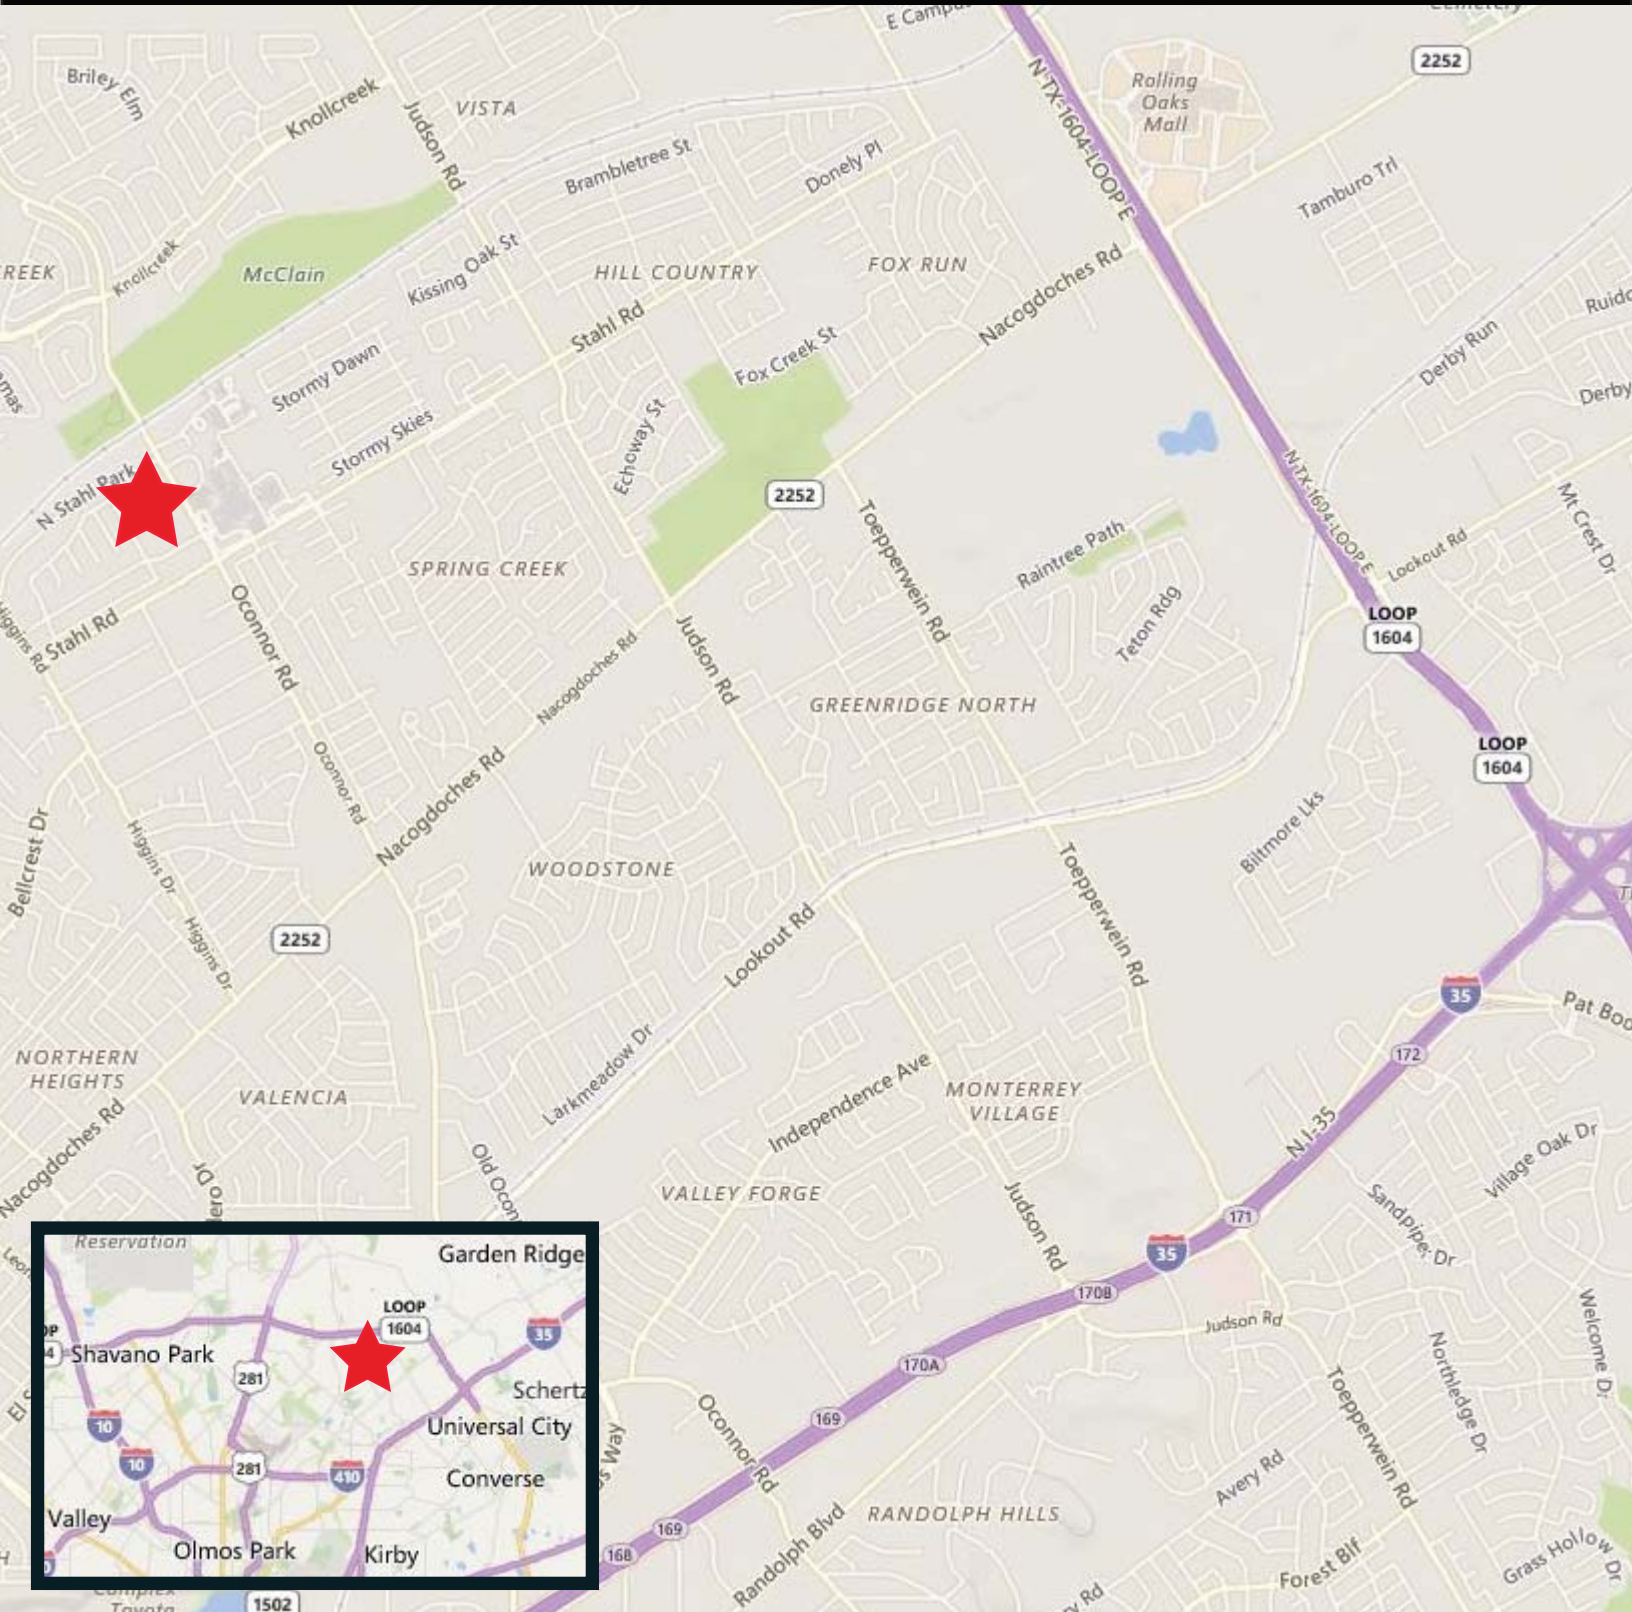 E Campus
Cemetery
2252
Briley Elm
Rolling
Oaks
Mall
Knollcreek
Judson Rd
VISTA
N TX-1604-LOOP E
Brambletree St
Donely Pl
Tamburo Trl
Knollcreek
McClain
Kissing Oak St
HILL COUNTRY
FOX RUN
Nacogdoches Rd
Stahl Rd
Fox Creek St
Derby Run
Derby
Stormy Dawn
Stormy Skies
Echoway St
N Stahl Park
2252
N TX-1604-LOOP E
Mt Crest Dr
Toepperwein Rd
Raintree Path
Lookout Rd
SPRING CREEK
Higgins Rd
Stahl Rd
Oconnor Rd
Teton Rdg
LOOP
1604
Judson Rd
Nacogdoches Rd
GREENRIDGE NORTH
LOOP
1604
Oconnor Rd
Nacogdoches Rd
Bellcrest Dr
Higgins Dr
Biltmore Lks
WOODSTONE
Toepperwein Rd
Higgins Dr
2252
Lookout Rd
35
Pat Boo
172
NORTHERN
HEIGHTS
VALENCIA
Larkmeadow Dr
Independence Ave
MONTERREY
VILLAGE
N I-35
Village Oak Dr
Nacogdoches Rd
Old Ocon
VALLEY FORGE
Judson Rd
Sandpiper Dr
171
35
170B
Judson Rd
Welcome Dr
Northledge Dr
170A
Toepperwein Rd
Oconnor Rd
169
Avery Rd
RANDOLPH HILLS
Randolph Blvd
169
168
Forest Blf
Grass Hollow Dr
Reservation
Garden Ridge
LOOP
1604
35
Shavano Park
281
Schertz
10
Universal City
10
281
410
Converse
Valley
Olmos Park
Kirby
Complex
Toyota
1502